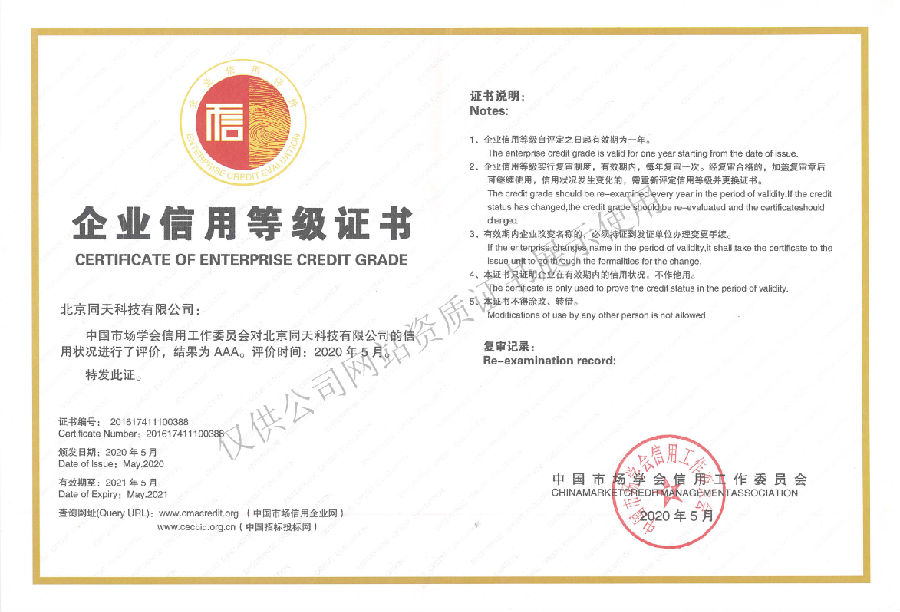 企业信用评价
信
ENTERPRISE CREDIT EVALUATION
企业信用等级证书
CERTIFICATE OF ENTERPRISE CREDIT GRADE
北京同天科技有限公司：
中国市场学会信用工作委员会对北京同天科技有限公司的信
用状况进行了评价，结果为 AAA。评价时间：2020 年 5 月。
特发此证。
证书编号： 201617411100388
Certificate Number: 201617411100388
颁发日期：2020 年 5 月
Date of Issue: May,2020
有效期至：2021 年 5 月
Date of Expiry: May,2021
查询网址(Query URL)：www.cmacredit.org （中国市场信用企业网）
www.cecbid.org.cn（中国招标投标网）
证书说明：
Notes:
1、企业信用等级自评定之日起有效期为一年。
The enterprise credit grade is valid for one year starting from the date of issue.
2、企业信用等级实行复审制度，有效期内，每年复审一次。经复审合格的，加盖复审章后
可继续使用，信用状况发生变化的，需重新评定信用等级并更换证书。
The credit grade should be re-examined every year in the period of validity.If the credit
status has changed,the credit grade should be re-evaluated and the certificateshould
changed.
3、有效期内企业改变名称的，必须持证到发证单位办理变更手续。
If the enterprise changes name in the period of validity,it shall take the certificate to the
issue unit to go through the formalities for the change.
4、本证书只证明企业在有效期内的信用状况，不作他用。
The certificate is only used to prove the credit status in the period of validity.
5、本证书不得涂改、转借。
Modifications of use by any other person is not allowed
复审记录：
Re-examination record:
中国市场学会信用工作委员会
CHINAMARKETCREDITMANAGEMENTASSOCIATION
2020 年 5 月
中国市场学会信用工作委员会
仅供公司网站资质证书展示使用